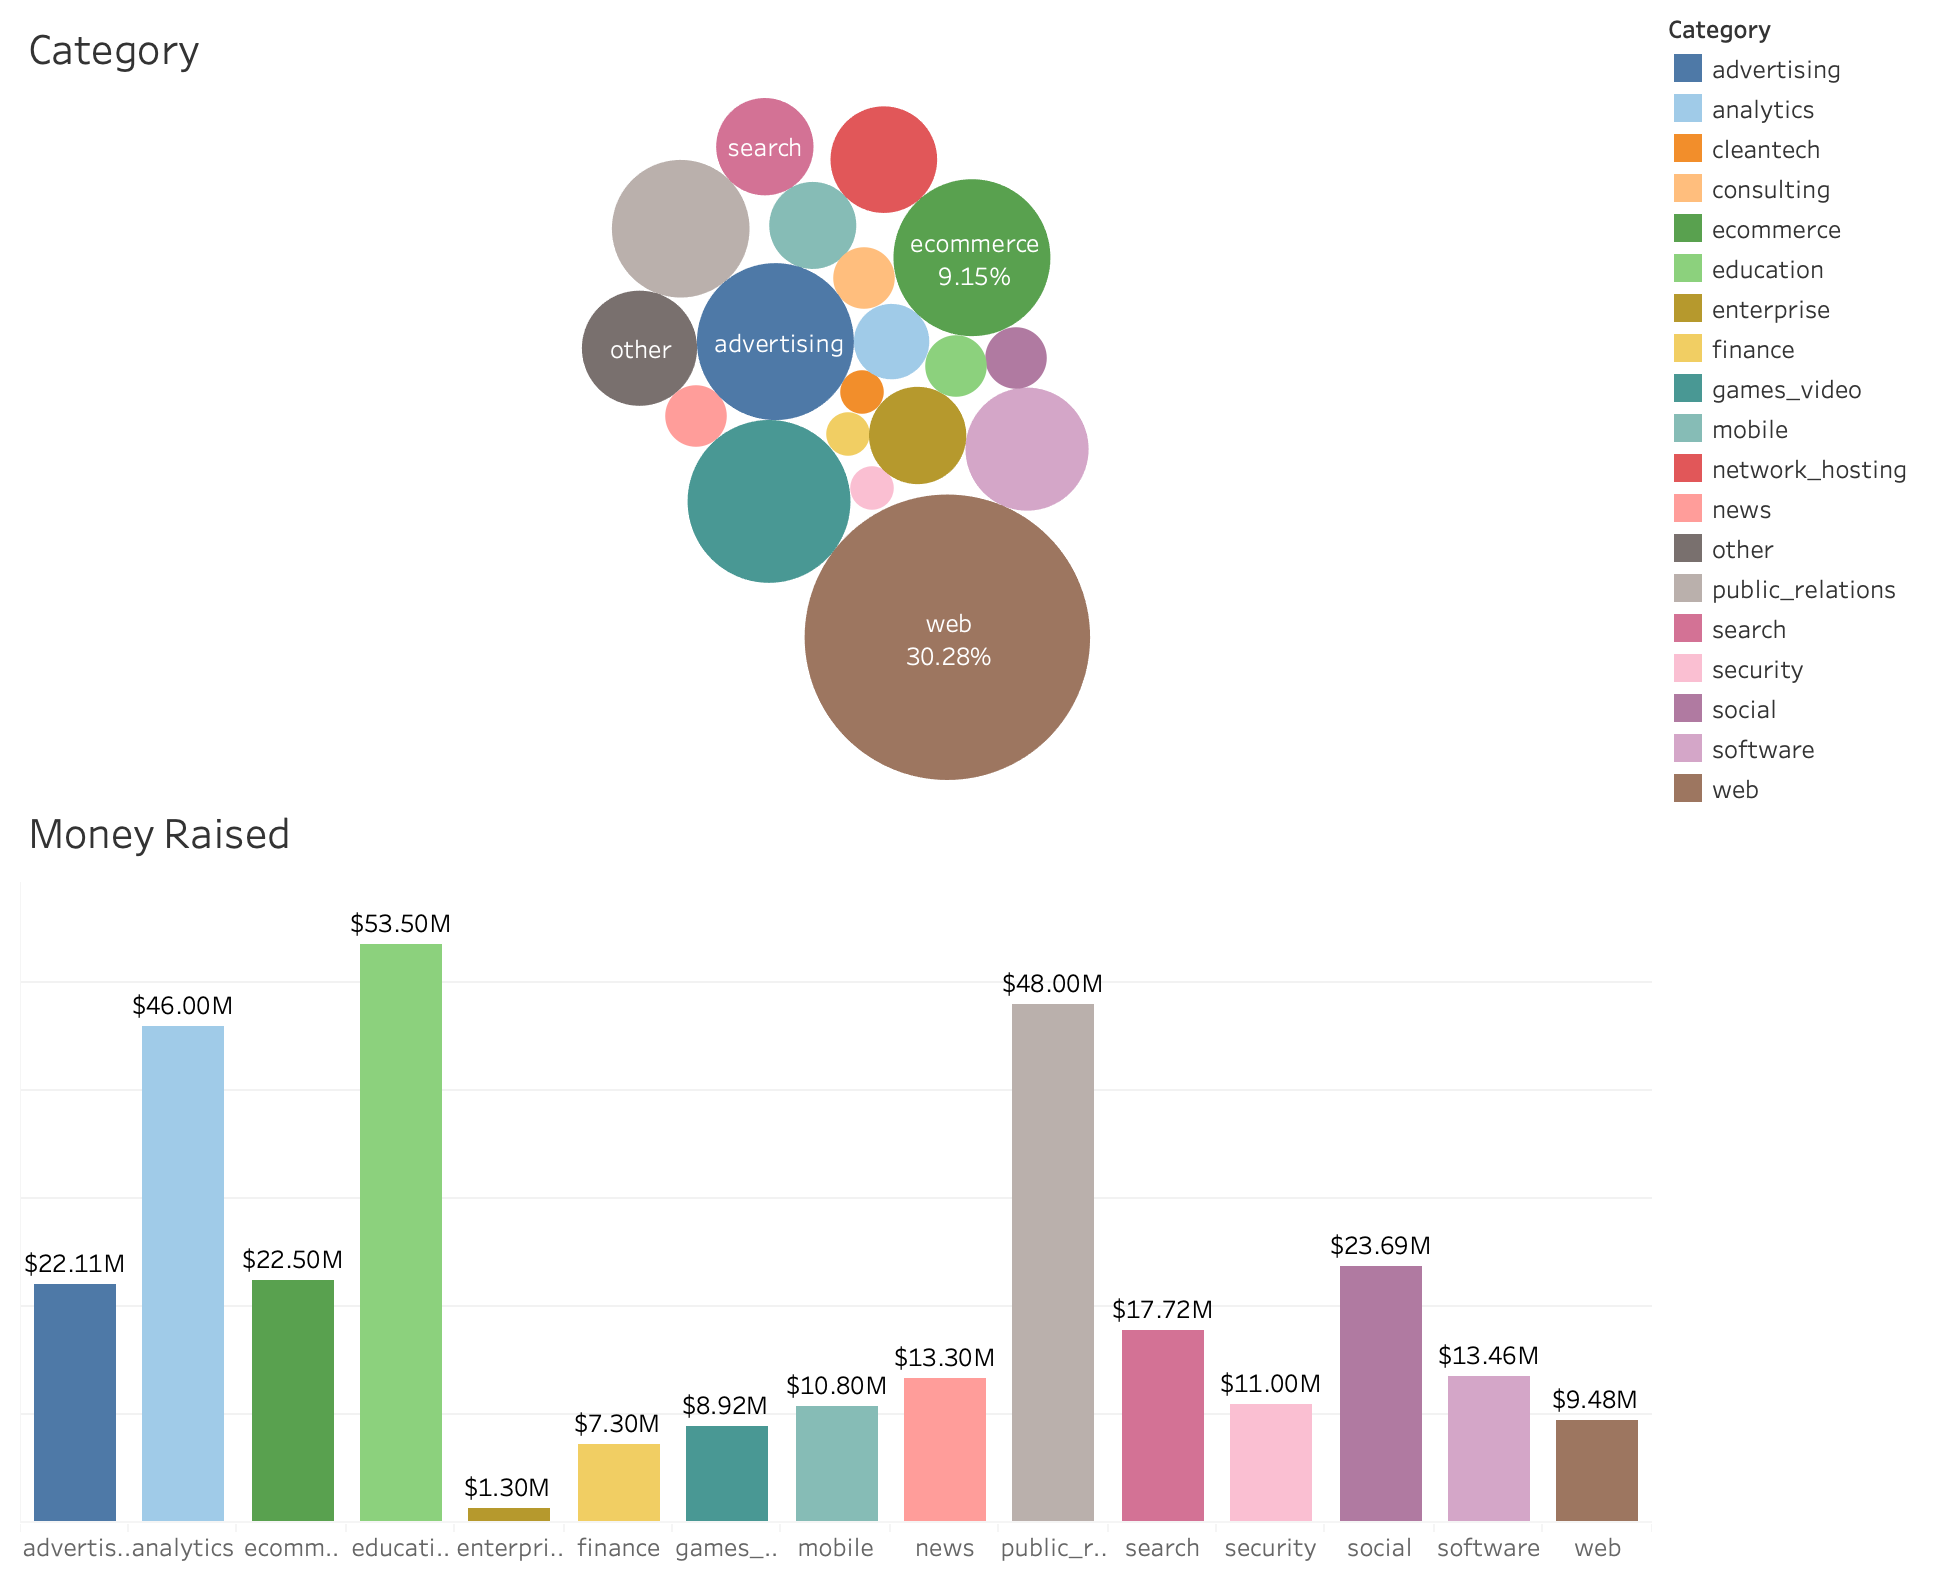 Category
search
ecommerce
9.15%
other
advertising
web
30.28%
Category
advertising
analytics
cleantech
consulting
ecommerce
education
enterprise
finance
games_video
mobile
network_hosting
news
other
public_relations
search
security
social
software
web
Money Raised
$53.50M
$48.00M
$46.00M
$23.69M
$22.11M
$22.50M
$17.72M
$13.30M
$13.46M
$10.80M
$11.00M
$8.92M
$9.48M
$7.30M
$1.30M
advertis.. analytics ecomm.. educati.. enterpri.. finance games_.. mobile news public_r.. search security social software web